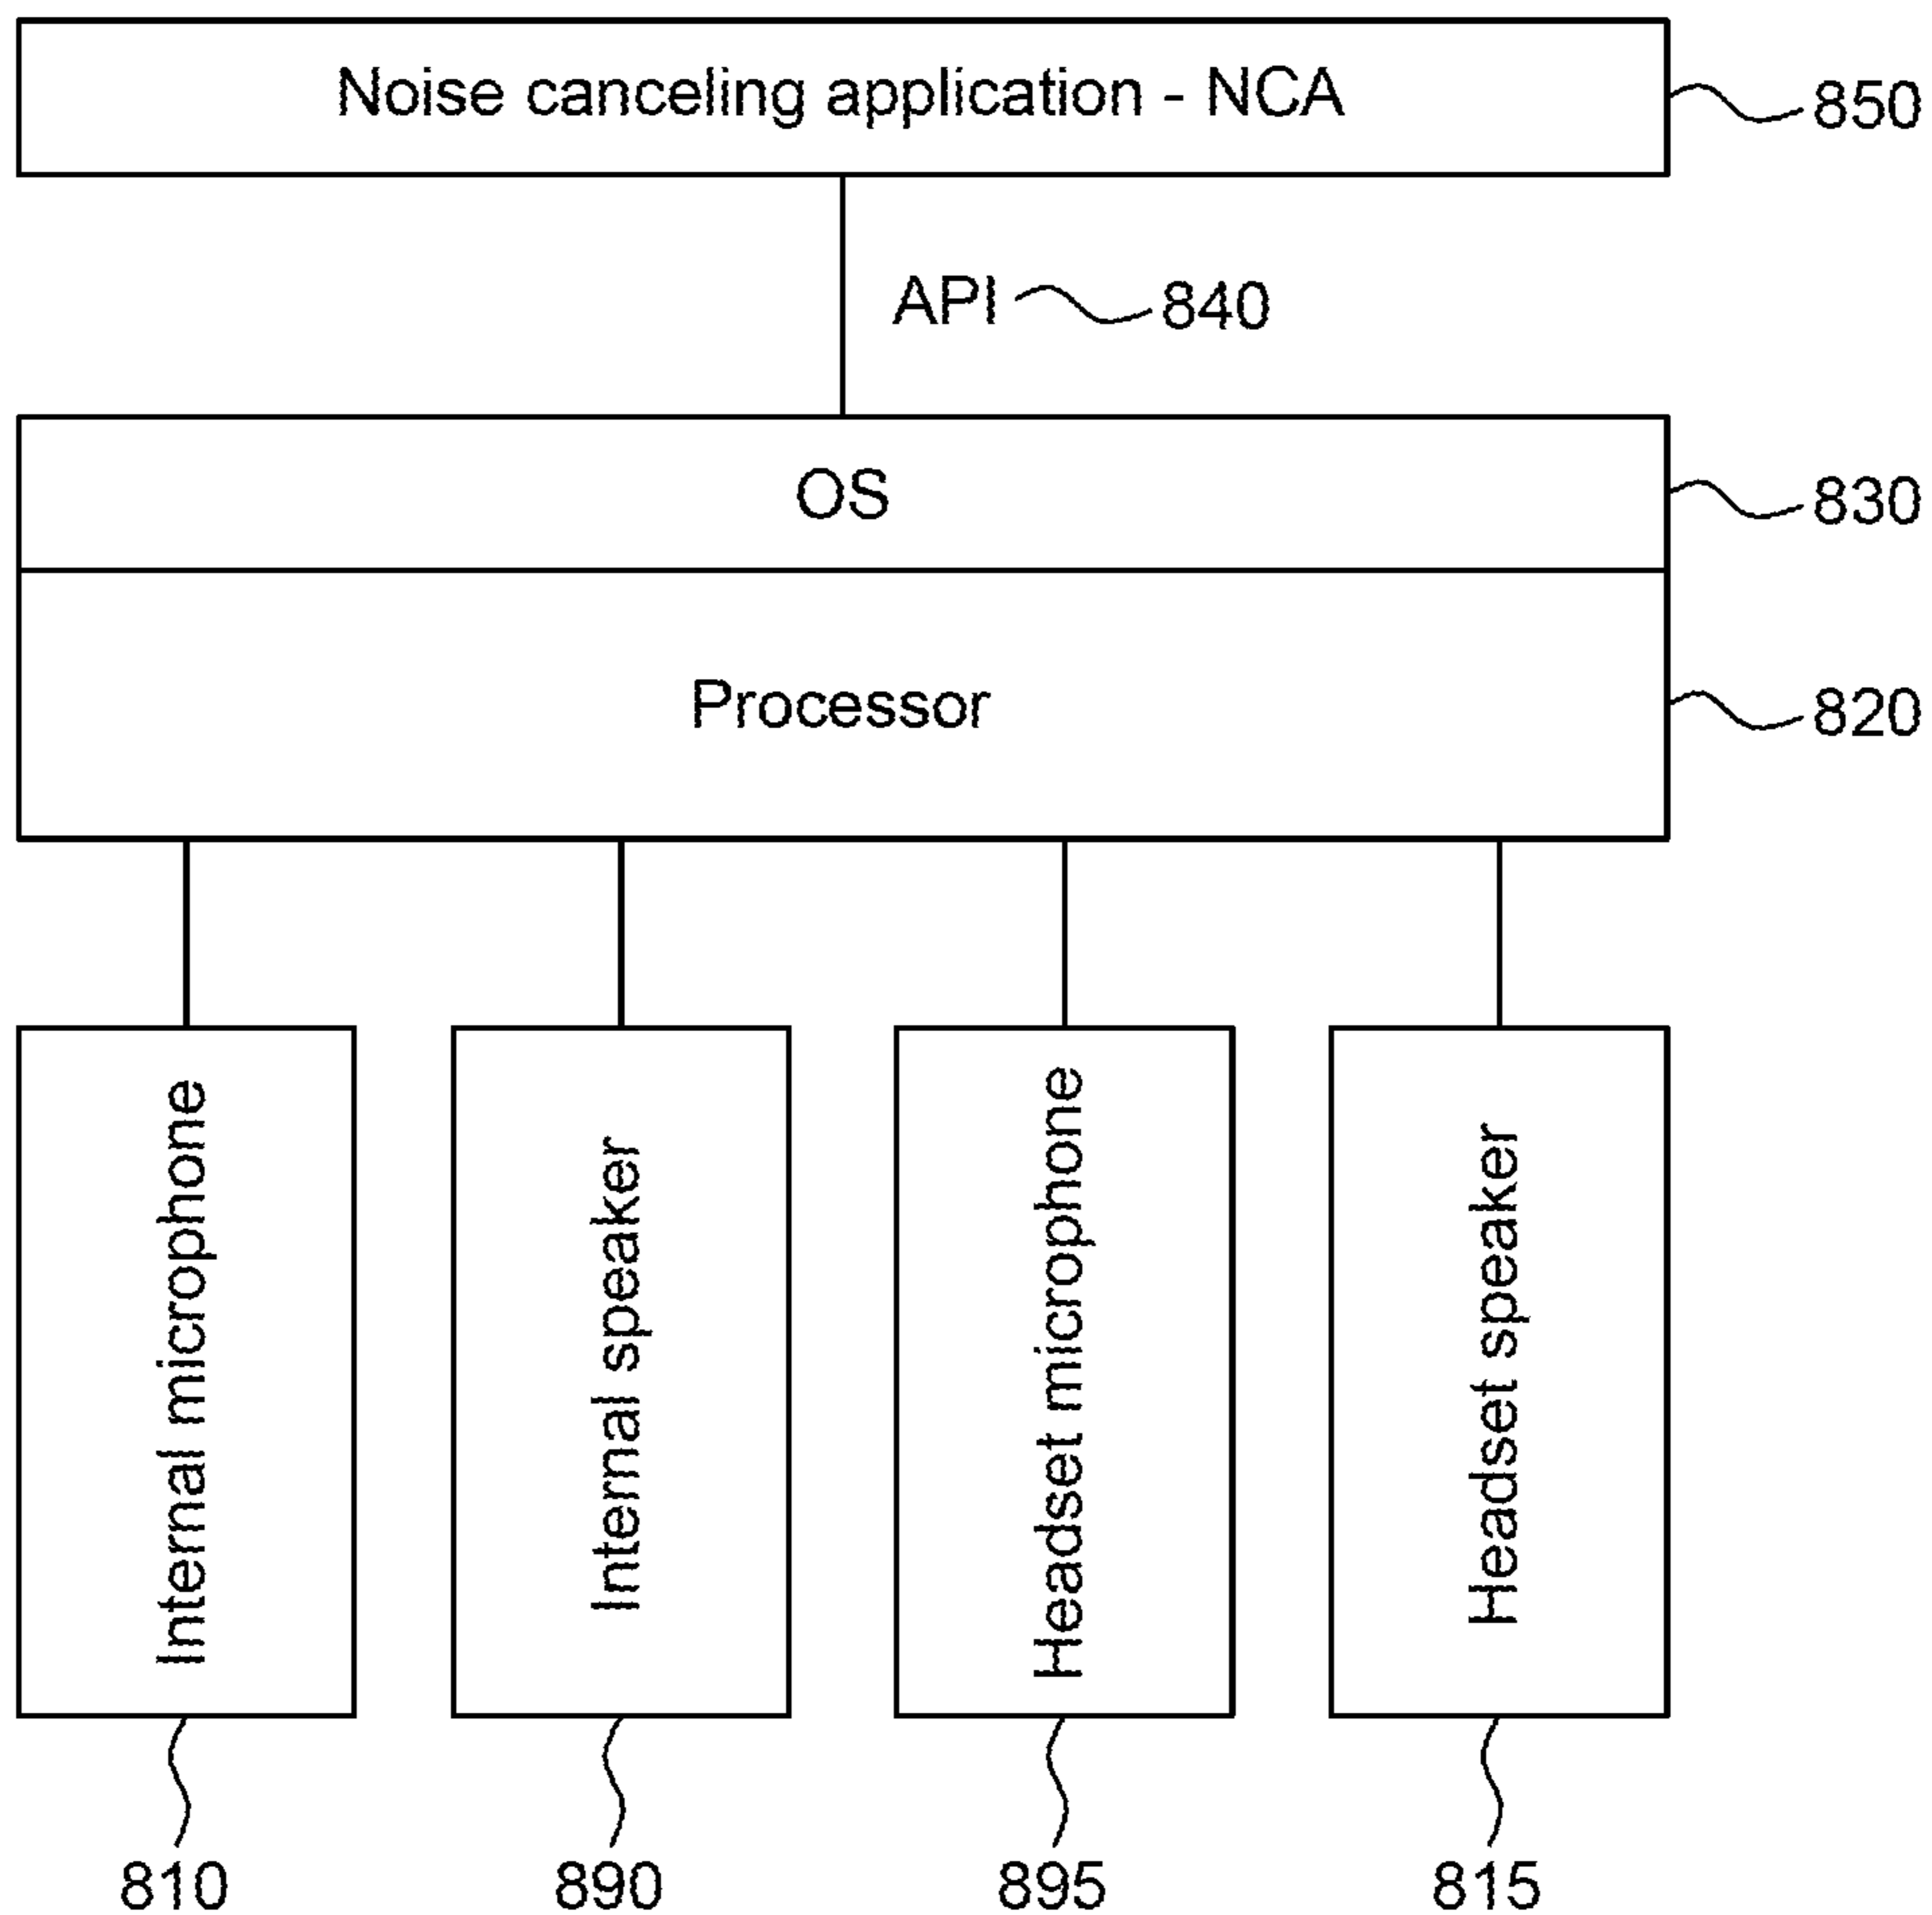 Noise canceling application - NCA
850
API 840
OS
830
Processor
820
Internal microphone
Internal speaker
Headset microphone
Headset speaker
810
890
895
815